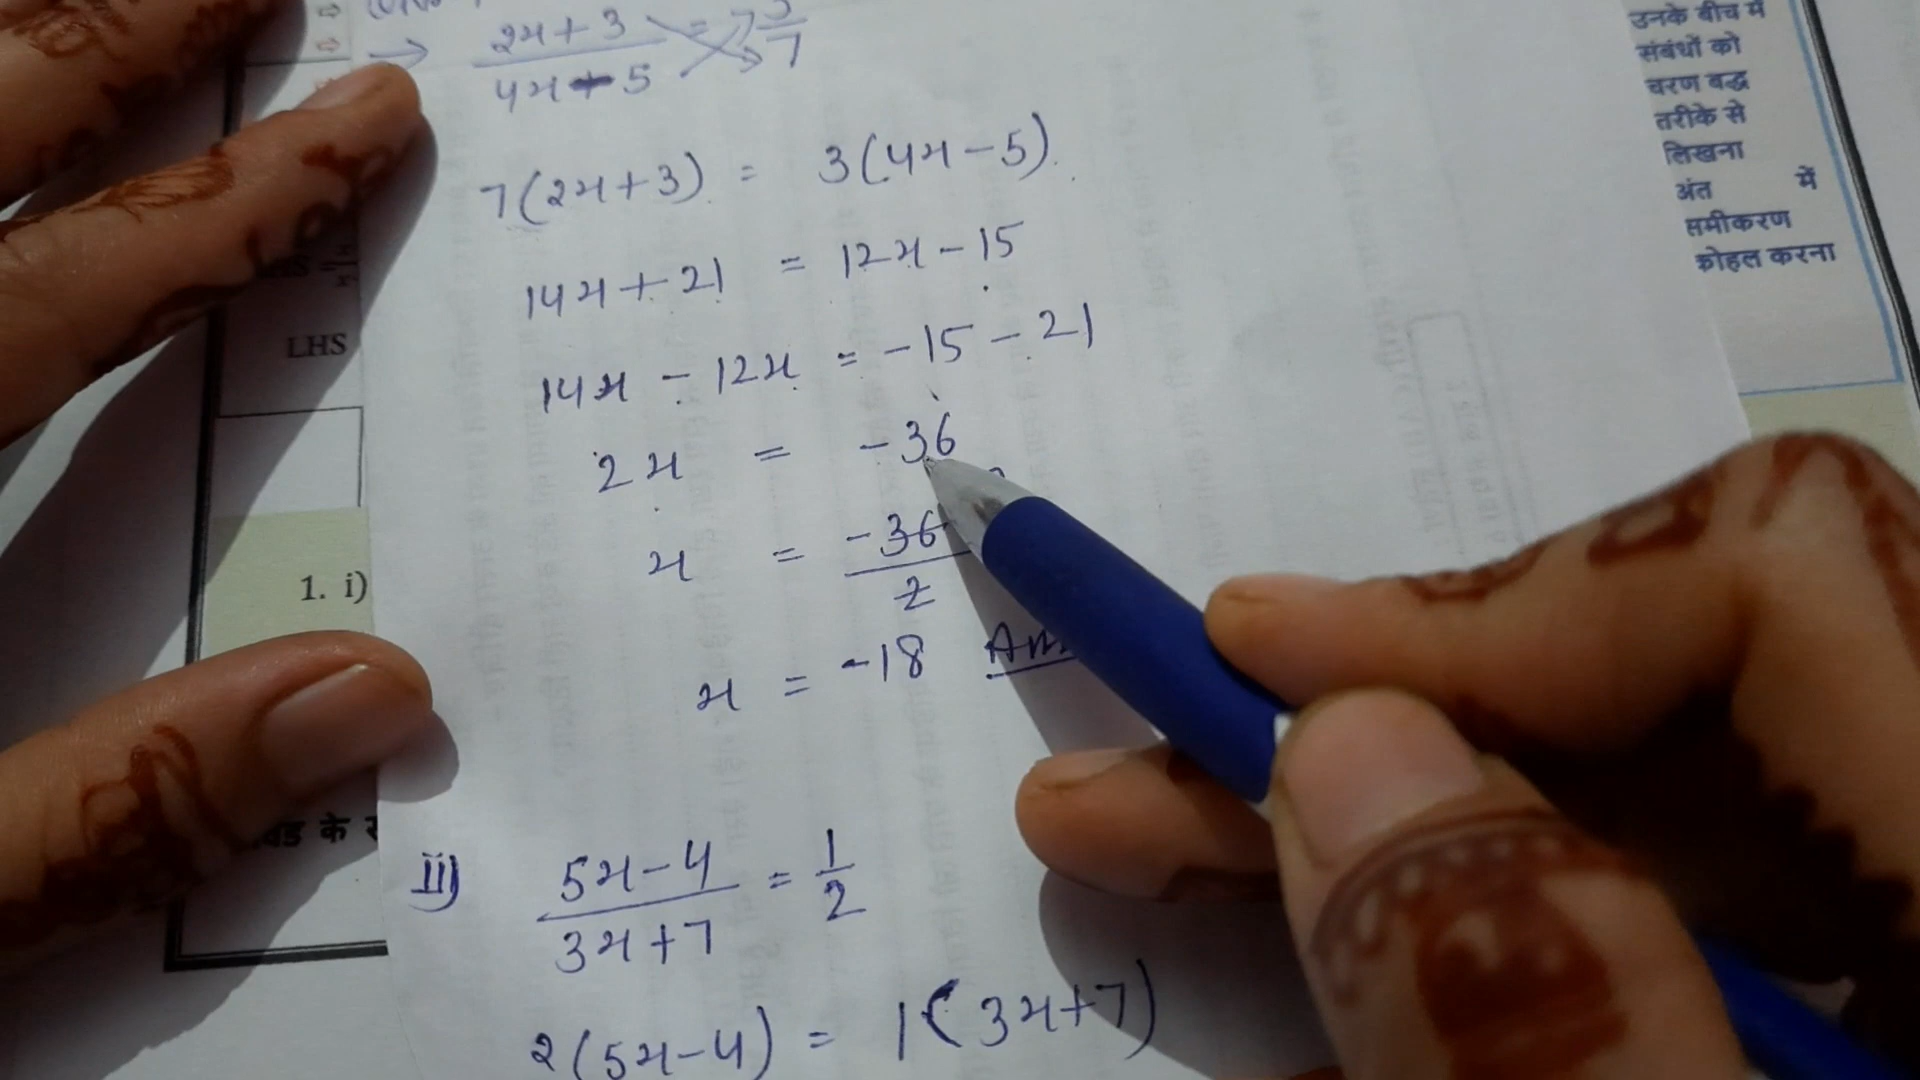 2x+3 / 4x-5 = 3/7
7(2x+3) = 3(4x-5)
14x+21 = 12x-15
14x - 12x = -15-21
2x = -36
x = -36/2
x = -18 Ans
ii) 5x-4 / 3x+7 = 1/2
2(5x-4) = 1(3x+7)
LHS
1. i)
के
उनके बीच में
संबंधों को
चरण बद्ध
तरीके से
लिखना
अंत में
समीकरण
कोहल करना